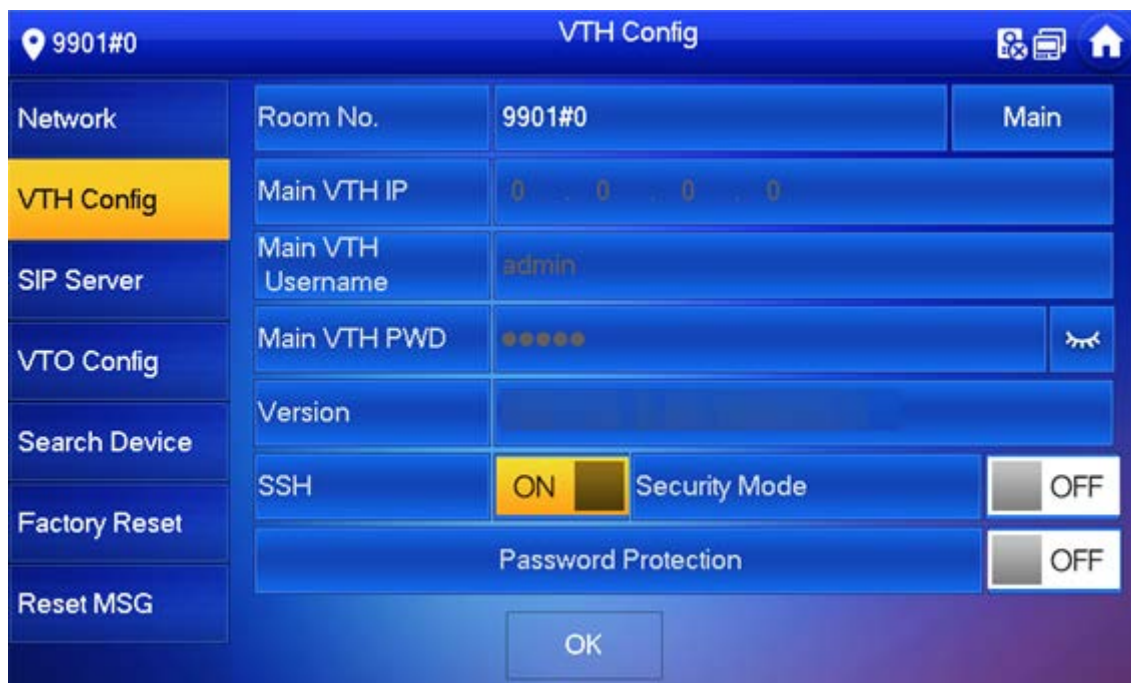 9901#0
VTH Config
Network
VTH Config
SIP Server
VTO Config
Search Device
Factory Reset
Reset MSG
Room No. 9901#0 Main
Main VTH IP 0 . 0 . 0 . 0
Main VTH
Username admin
Main VTH PWD
Version
SSH ON Security Mode OFF
Password Protection OFF
OK